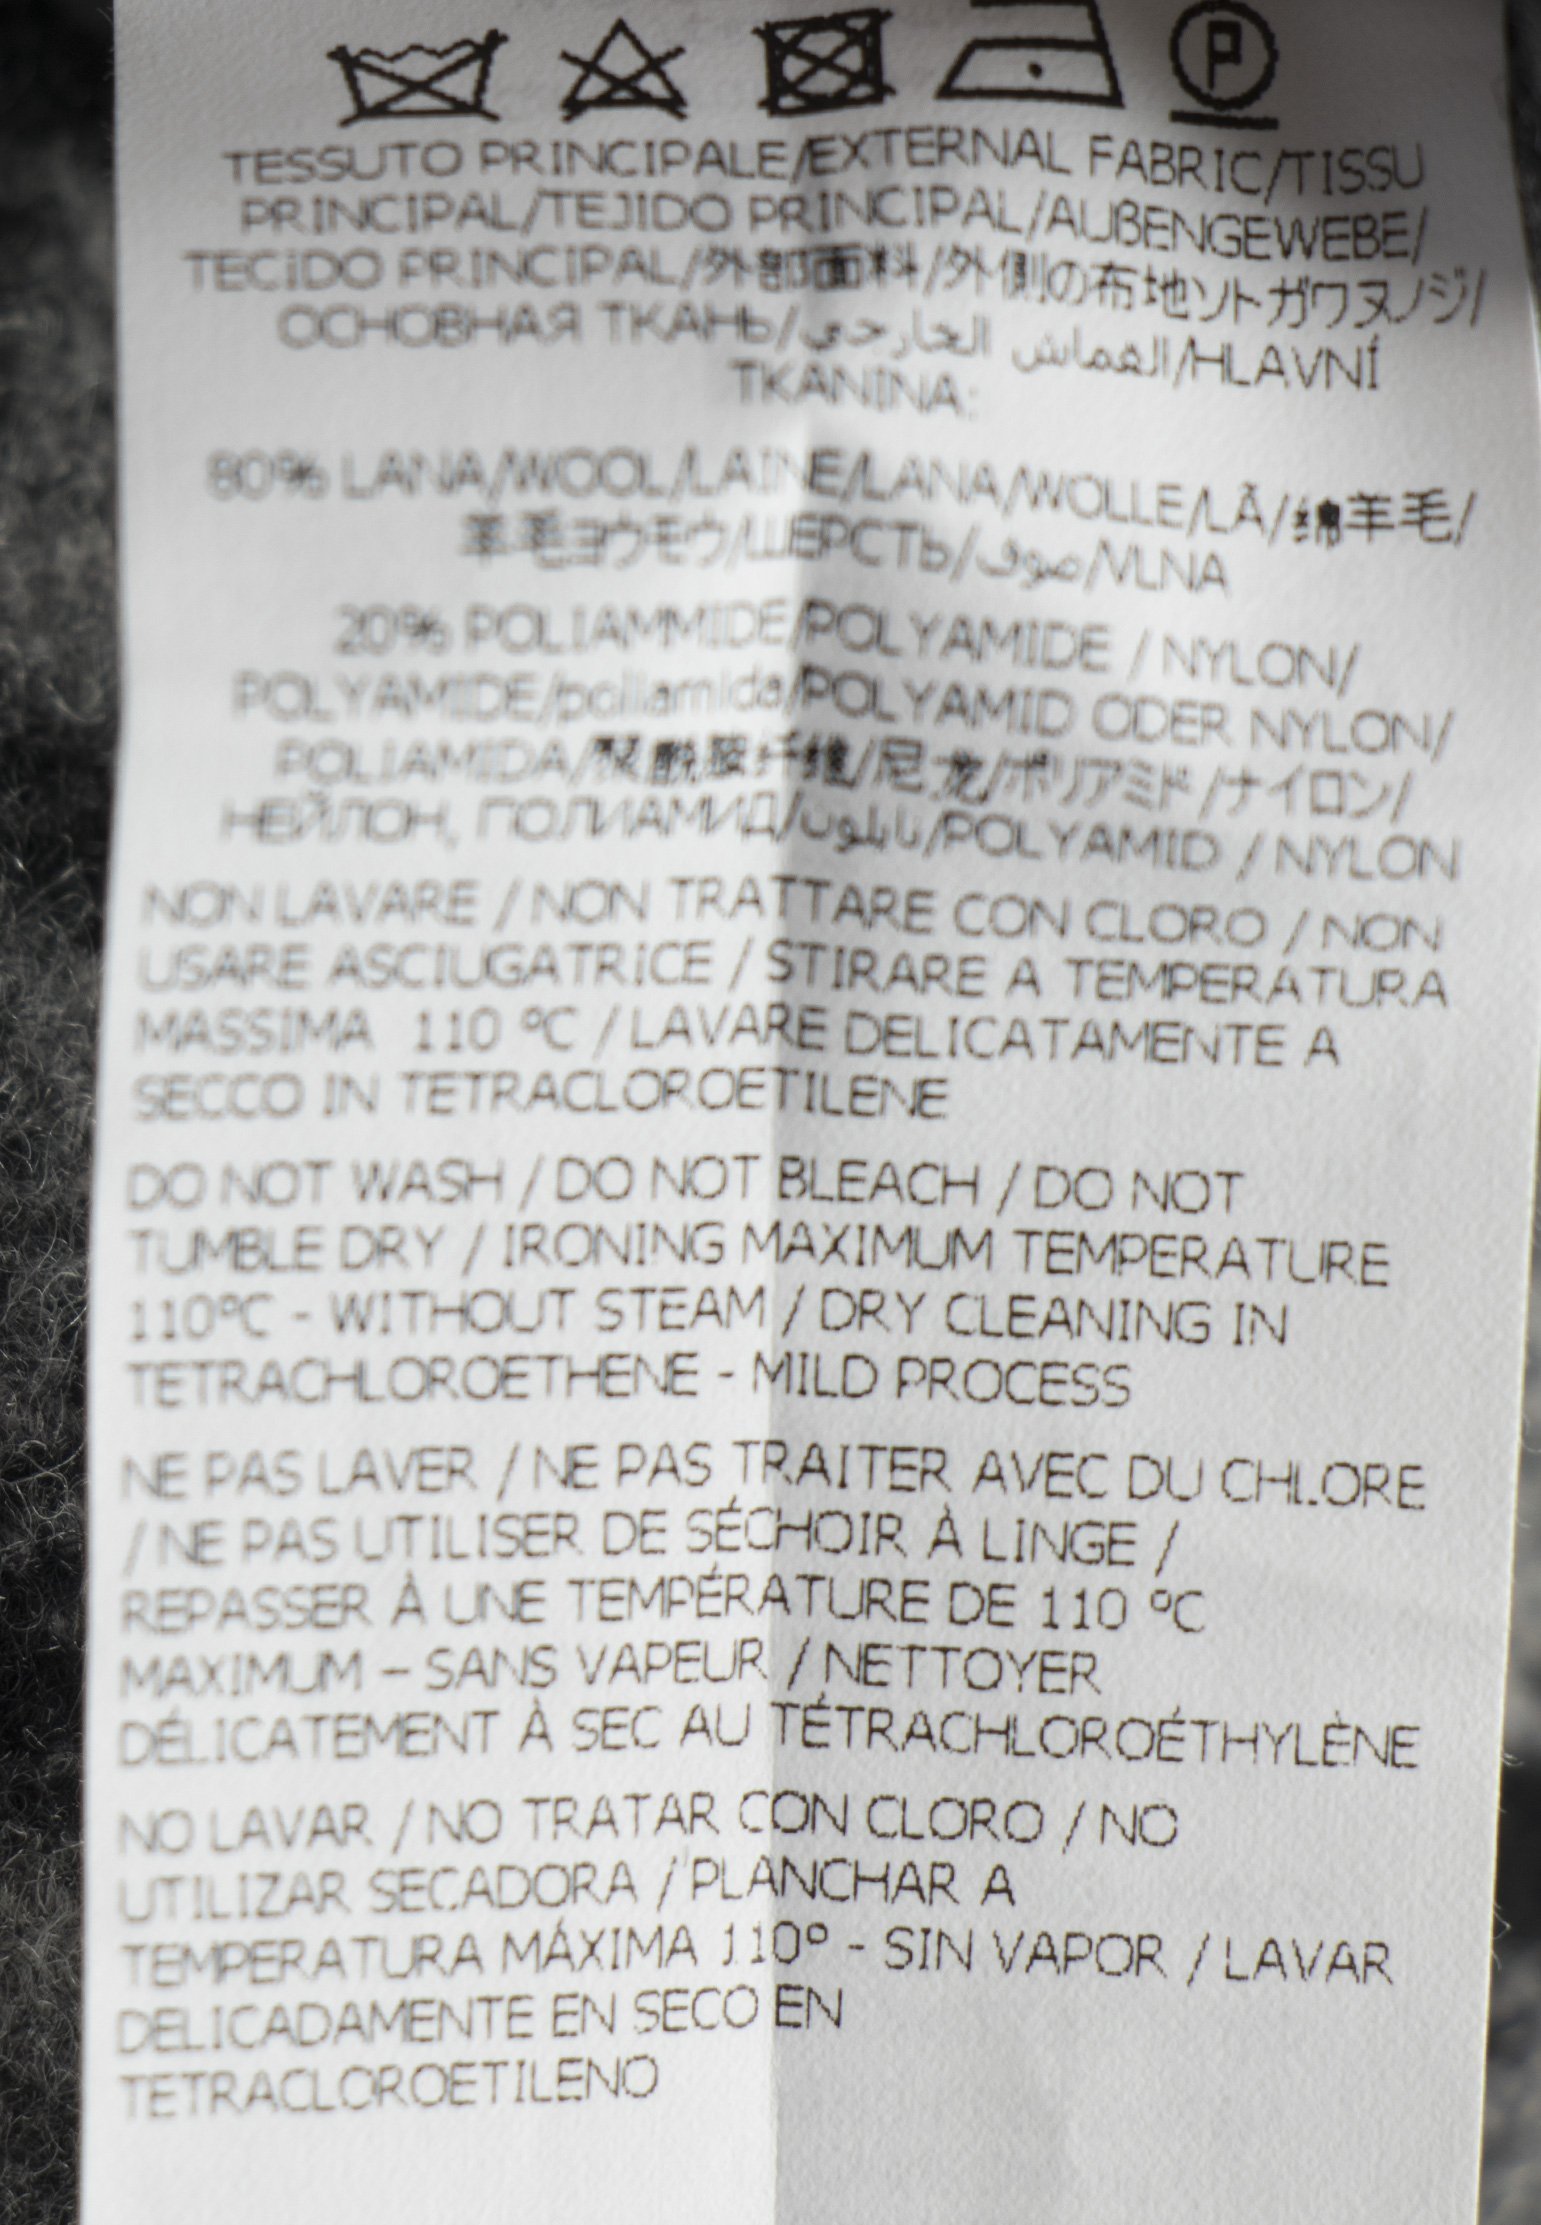 P
TESSUTO PRINCIPALE/EXTERNAL FABRIC/TISSU
PRINCIPAL/TEJIDO PRINCIPAL/AUßENGEWEBE/
TECIDO PRINCIPAL/外部面料/外側の布地ソトガワヌノジ/
ОСНОВНАЯ ТКАНЬ/القماش الخارجي/HLAVNÍ
TKANINA:
80% LANA/WOOL/LAINE/LANA/WOLLE/LÃ/绵羊毛/
羊毛ヨウモウ/ШЕРСТЬ/صوف/VLNA
20% POLIAMMIDE/POLYAMIDE / NYLON/
POLYAMIDE/poliamida/POLYAMID ODER NYLON/
POLIAMIDA/聚酰胺纤维/尼龙/ポリアミド/ナイロン/
НЕЙЛОН, ПОЛИАМИД/نايلون/POLYAMID / NYLON
NON LAVARE / NON TRATTARE CON CLORO / NON
USARE ASCIUGATRICE / STIRARE A TEMPERATURA
MASSIMA 110 °C / LAVARE DELICATAMENTE A
SECCO IN TETRACLOROETILENE
DO NOT WASH / DO NOT BLEACH / DO NOT
TUMBLE DRY / IRONING MAXIMUM TEMPERATURE
110°C - WITHOUT STEAM / DRY CLEANING IN
TETRACHLOROETHENE - MILD PROCESS
NE PAS LAVER / NE PAS TRAITER AVEC DU CHLORE
/ NE PAS UTILISER DE SÉCHOIR À LINGE /
REPASSER À UNE TEMPÉRATURE DE 110 °C
MAXIMUM – SANS VAPEUR / NETTOYER
DÉLICATEMENT À SEC AU TÉTRACHLOROÉTHYLÈNE
NO LAVAR / NO TRATAR CON CLORO / NO
UTILIZAR SECADORA / PLANCHAR A
TEMPERATURA MÁXIMA 110° - SIN VAPOR / LAVAR
DELICADAMENTE EN SECO EN
TETRACLOROETILENO